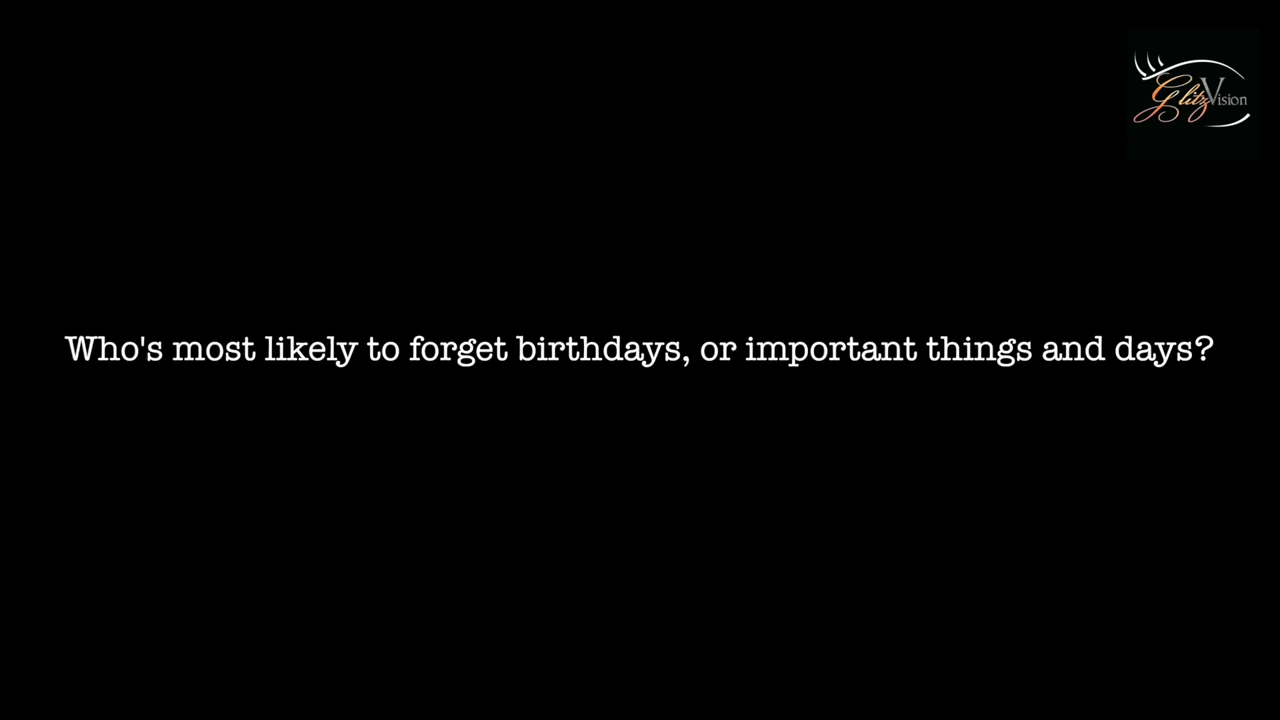 GlitzVision
Who's most likely to forget birthdays, or important things and days?